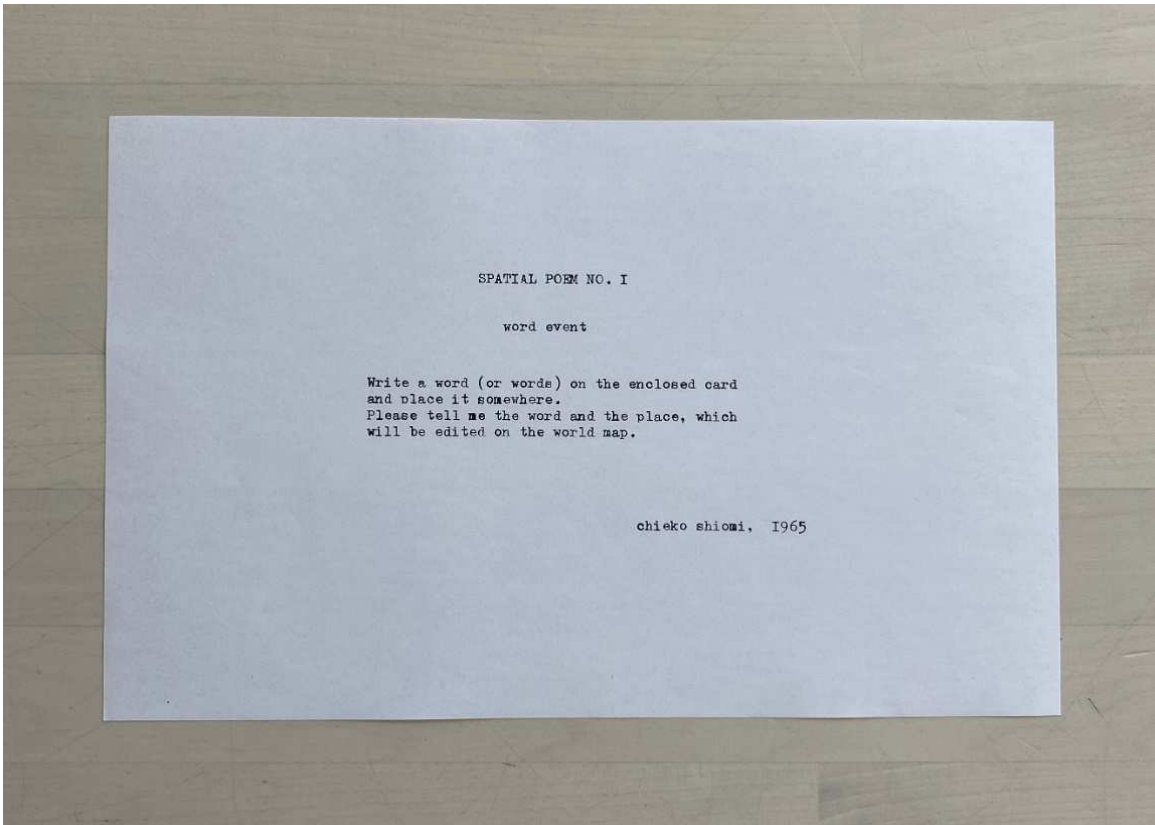 SPATIAL POEM NO. I
word event
Write a word (or words) on the enclosed card
and place it somewhere.
Please tell me the word and the place, which
will be edited on the world map.
chieko shiomi, I965